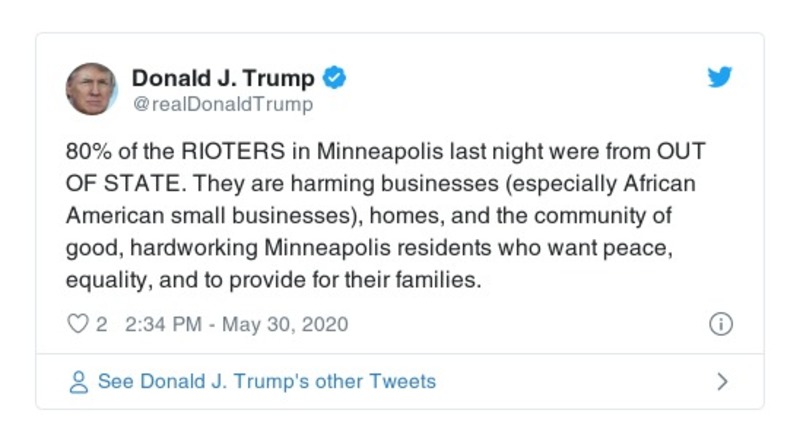 Donald J. Trump
@realDonaldTrump
80% of the RIOTERS in Minneapolis last night were from OUT
OF STATE. They are harming businesses (especially African
American small businesses), homes, and the community of
good, hardworking Minneapolis residents who want peace,
equality, and to provide for their families.
2 2:34 PM - May 30, 2020
See Donald J. Trump's other Tweets